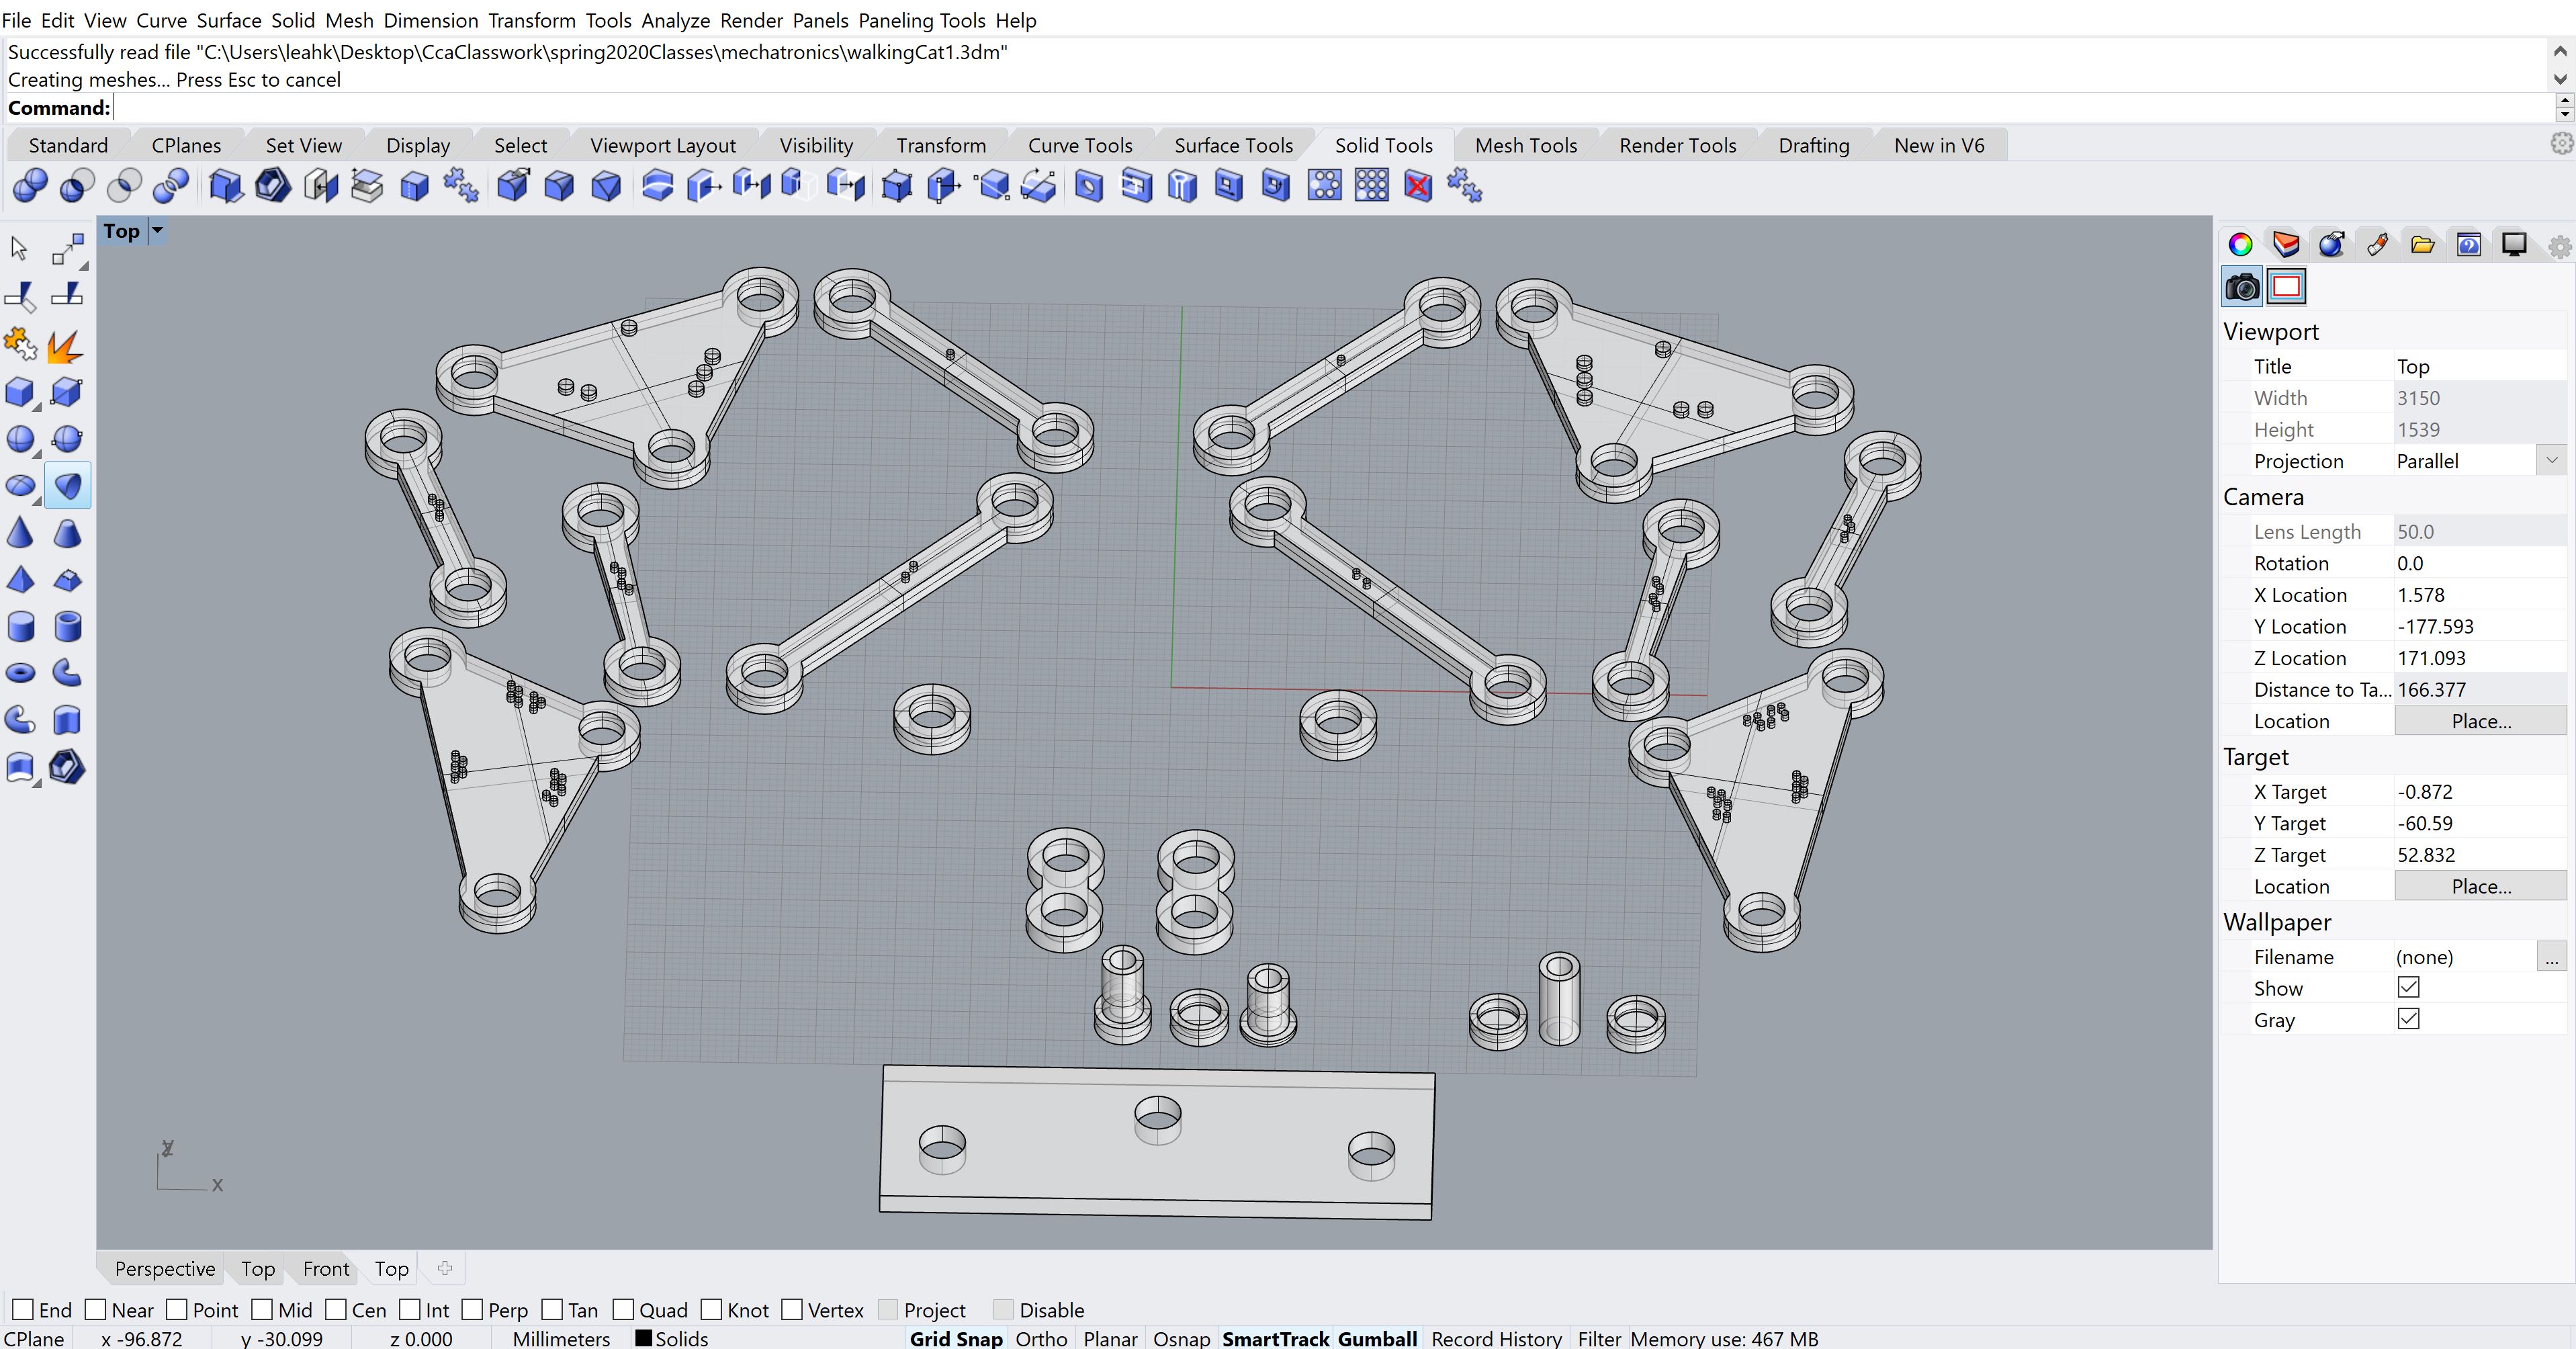 File Edit View Curve Surface Solid Mesh Dimension Transform Tools Analyze Render Panels Paneling Tools Help
Successfully read file "C:\Users\leahk\Desktop\CcaClasswork\spring2020Classes\mechatronics\walkingCat1.3dm"
Creating meshes... Press Esc to cancel
Command:
Standard CPlanes Set View Display Select Viewport Layout Visibility Transform Curve Tools Surface Tools Solid Tools Mesh Tools Render Tools Drafting New in V6
Top
Viewport
Title Top
Width 3150
Height 1539
Projection Parallel
Camera
Lens Length 50.0
Rotation 0.0
X Location 1.578
Y Location -177.593
Z Location 171.093
Distance to Ta... 166.377
Location Place...
Target
X Target -0.872
Y Target -60.59
Z Target 52.832
Location Place...
Wallpaper
Filename (none) ...
Show
Gray
x
Perspective Top Front Top
End Near Point Mid Cen Int Perp Tan Quad Knot Vertex Project Disable
CPlane x -96.872 y -30.099 z 0.000 Millimeters Solids Grid Snap Ortho Planar Osnap SmartTrack Gumball Record History Filter Memory use: 467 MB